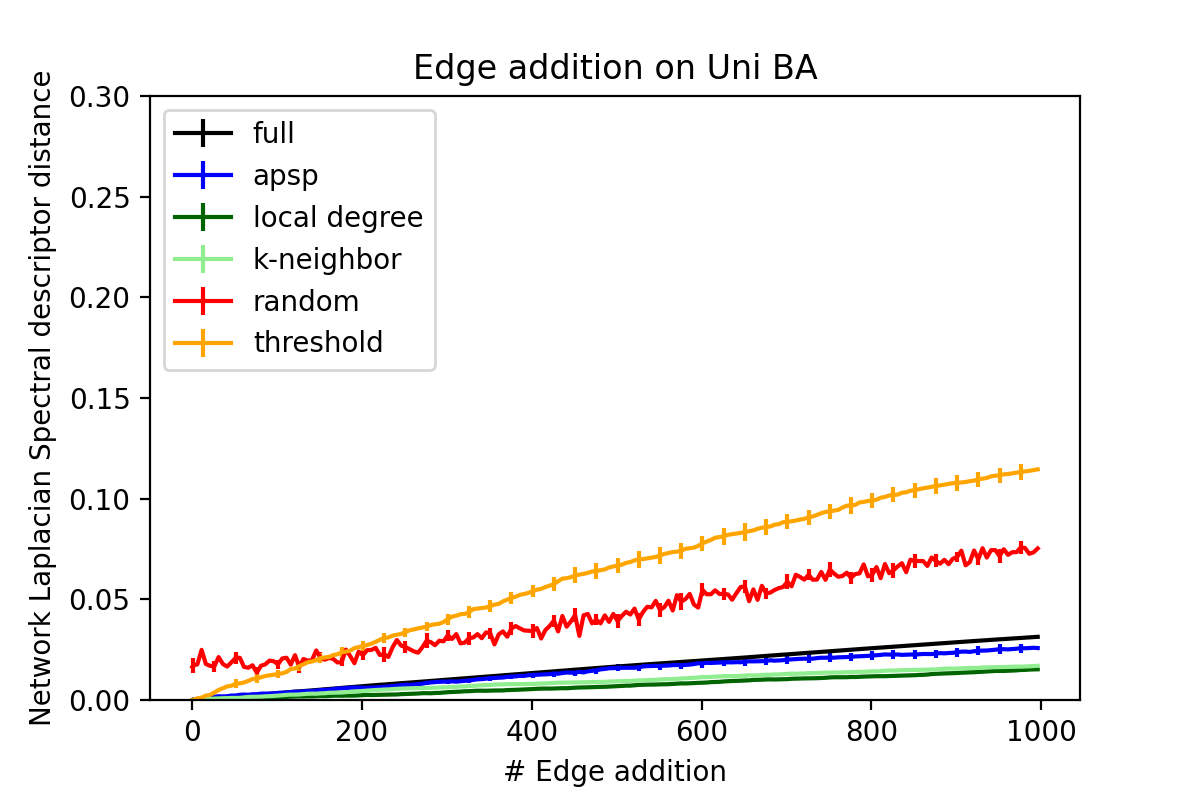 Edge addition on Uni BA
Network Laplacian Spectral descriptor distance
0.30
0.25
0.20
0.15
0.10
0.05
0.00
full
apsp
local degree
k-neighbor
random
threshold
0 200 400 600 800 1000
# Edge addition